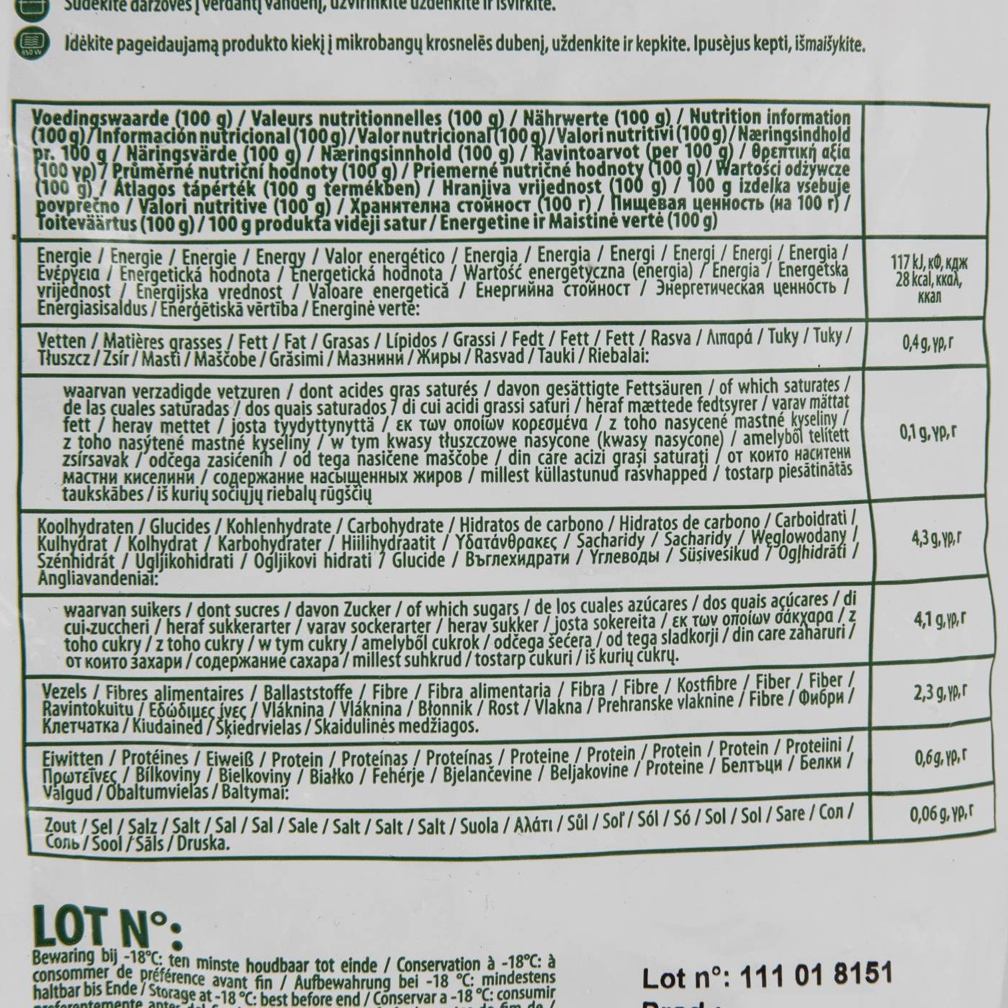 Sudėkite daržoves į verdantį vandenį, užvirinkite uždenkite ir išvirkite.
Idėkite pageidaujamą produkto kiekį į mikrobangų krosnelės dubenį, uždenkite ir kepkite. Ipusėjus kepti, išmaišykite.
Voedingswaarde (100 g) / Valeurs nutritionnelles (100 g) / Nährwerte (100 g) / Nutrition information
(100 g)/Información nutricional (100 g)/Valor nutricional (100 g)/Valori nutritivi (100 g)/Næringsindhold
pr. 100 g / Näringsvärde (100 g) / Næringsinnhold (100 g) / Ravintoarvot (per 100 g) / Θρεπτική αξία
(100 γρ)/ Průměrné nutriční hodnoty (100 g) / Priemerné nutričné hodnoty (100 g) / Wartości odżywcze
(100 g) / Átlagos tápérték (100 g termékben) / Hranjiva vrijednost (100 g) / 100 g izdelka vsebuje
povprečno / Valori nutritive (100 g) / Хранителна стойност (100 г) / Пищевая ценность (на 100 г) /
Toiteväärtus (100 g) / 100 g produkta vidēji satur / Energetine ir Maistinė vertė (100 g)
Energie / Energie / Energie / Energy / Valor energético / Energia / Energia / Energi / Energi / Energi / Energia /
Ενέργεια / Energetická hodnota / Energetická hodnota / Wartość energetyczna (energia) / Energia / Energetska
vrijednost / Energijska vrednost / Valoare energetică / Енергийна стойност / Энергетическая ценность /
Energiasisaldus / Enerģētiskā vērtība / Energinė vertė:
117 kJ, кФ, кДж
28 kcal, ккаλ,
ккал
Vetten / Matières grasses / Fett / Fat / Grasas / Lípidos / Grassi / Fedt / Fett / Fett / Rasva / Λιπαρά / Tuky / Tuky /
Tłuszcz / Zsír / Masti / Maščobe / Grăsimi / Мазнини / Жиры / Rasvad / Tauki / Riebalai:
0,4 g, γρ, г
waarvan verzadigde vetzuren / dont acides gras saturés / davon gesättigte Fettsäuren / of which saturates /
de las cuales saturadas / dos quais saturados / di cui acidi grassi saturi / heraf mættede fedtsyrer / varav mättat
fett / herav mettet / josta tyydyttynyttä / εκ των οποίων κορεσμένα / z toho nasycené mastné kyseliny /
z toho nasýtené mastné kyseliny / w tym kwasy tłuszczowe nasycone (kwasy nasycone) / amelyből telített
zsírsavak / odčega zasićenih / od tega nasičene maščobe / din care acizi grași saturați / от които наситени
мастни киселини / содержание насыщенных жиров / millest küllastunud rasvhapped / tostarp piesātinātās
taukskābes / iš kurių sočiųjų riebalų rūgščių
0,1 g, γρ, г
Koolhydraten / Glucides / Kohlenhydrate / Carbohydrate / Hidratos de carbono / Hidratos de carbono / Carboidrati /
Kulhydrat / Kolhydrat / Karbohydrater / Hiilihydraatit / Υδατάνθρακες / Sacharidy / Sacharidy / Węglowodany /
Szénhidrát / Ugljikohidrati / Ogljikovi hidrati / Glucide / Въглехидрати / Углеводы / Süsivesikud / Ogļhidrāti /
Angliavandeniai:
4,3 g, γρ, г
waarvan suikers / dont sucres / davon Zucker / of which sugars / de los cuales azúcares / dos quais açúcares / di
cui zuccheri / heraf sukkerarter / varav sockerarter / herav sukker / josta sokereita / εκ των οποίων σάκχαρα / z
toho cukry / z toho cukry / w tym cukry / amelyből cukrok / odčega šećera / od tega sladkorji / din care zaharuri /
от които захари / содержание сахара / millest suhkrud / tostarp cukuri / iš kurių cukrų.
4,1 g, γρ, г
Vezels / Fibres alimentaires / Ballaststoffe / Fibre / Fibra alimentaria / Fibra / Fibre / Kostfibre / Fiber / Fiber /
Ravintokuitu / Εδώδιμες ίνες / Vláknina / Vláknina / Błonnik / Rost / Vlakna / Prehranske vlaknine / Fibre / Фибри /
Клетчатка / Kiudained / Šķiedrvielas / Skaidulinės medžiagos.
2,3 g, γρ, г
Eiwitten / Protéines / Eiweiß / Protein / Proteínas / Proteínas / Proteine / Protein / Protein / Protein / Proteiini /
Πρωτεΐνες / Bílkoviny / Bielkoviny / Białko / Fehérje / Bjelančevine / Beljakovine / Proteine / Белтъци / Белки /
Valgud / Obaltumvielas / Baltymai:
0,6 g, γρ, г
Zout / Sel / Salz / Salt / Sal / Sal / Sale / Salt / Salt / Salt / Suola / Αλάτι / Sůl / Soľ / Sól / Só / Sol / Sol / Sare / Сол /
Соль / Sool / Sāls / Druska.
0,06 g, γρ, г
LOT N°:
Bewaring bij -18°C: ten minste houdbaar tot einde / Conservation à -18°C: à
consommer de préférence avant fin / Aufbewahrung bei -18 °C: mindestens
haltbar bis Ende / Storage at -18 °C: best before end / Conservar a -18 °C: consumir
Lot n°: 111 01 8151